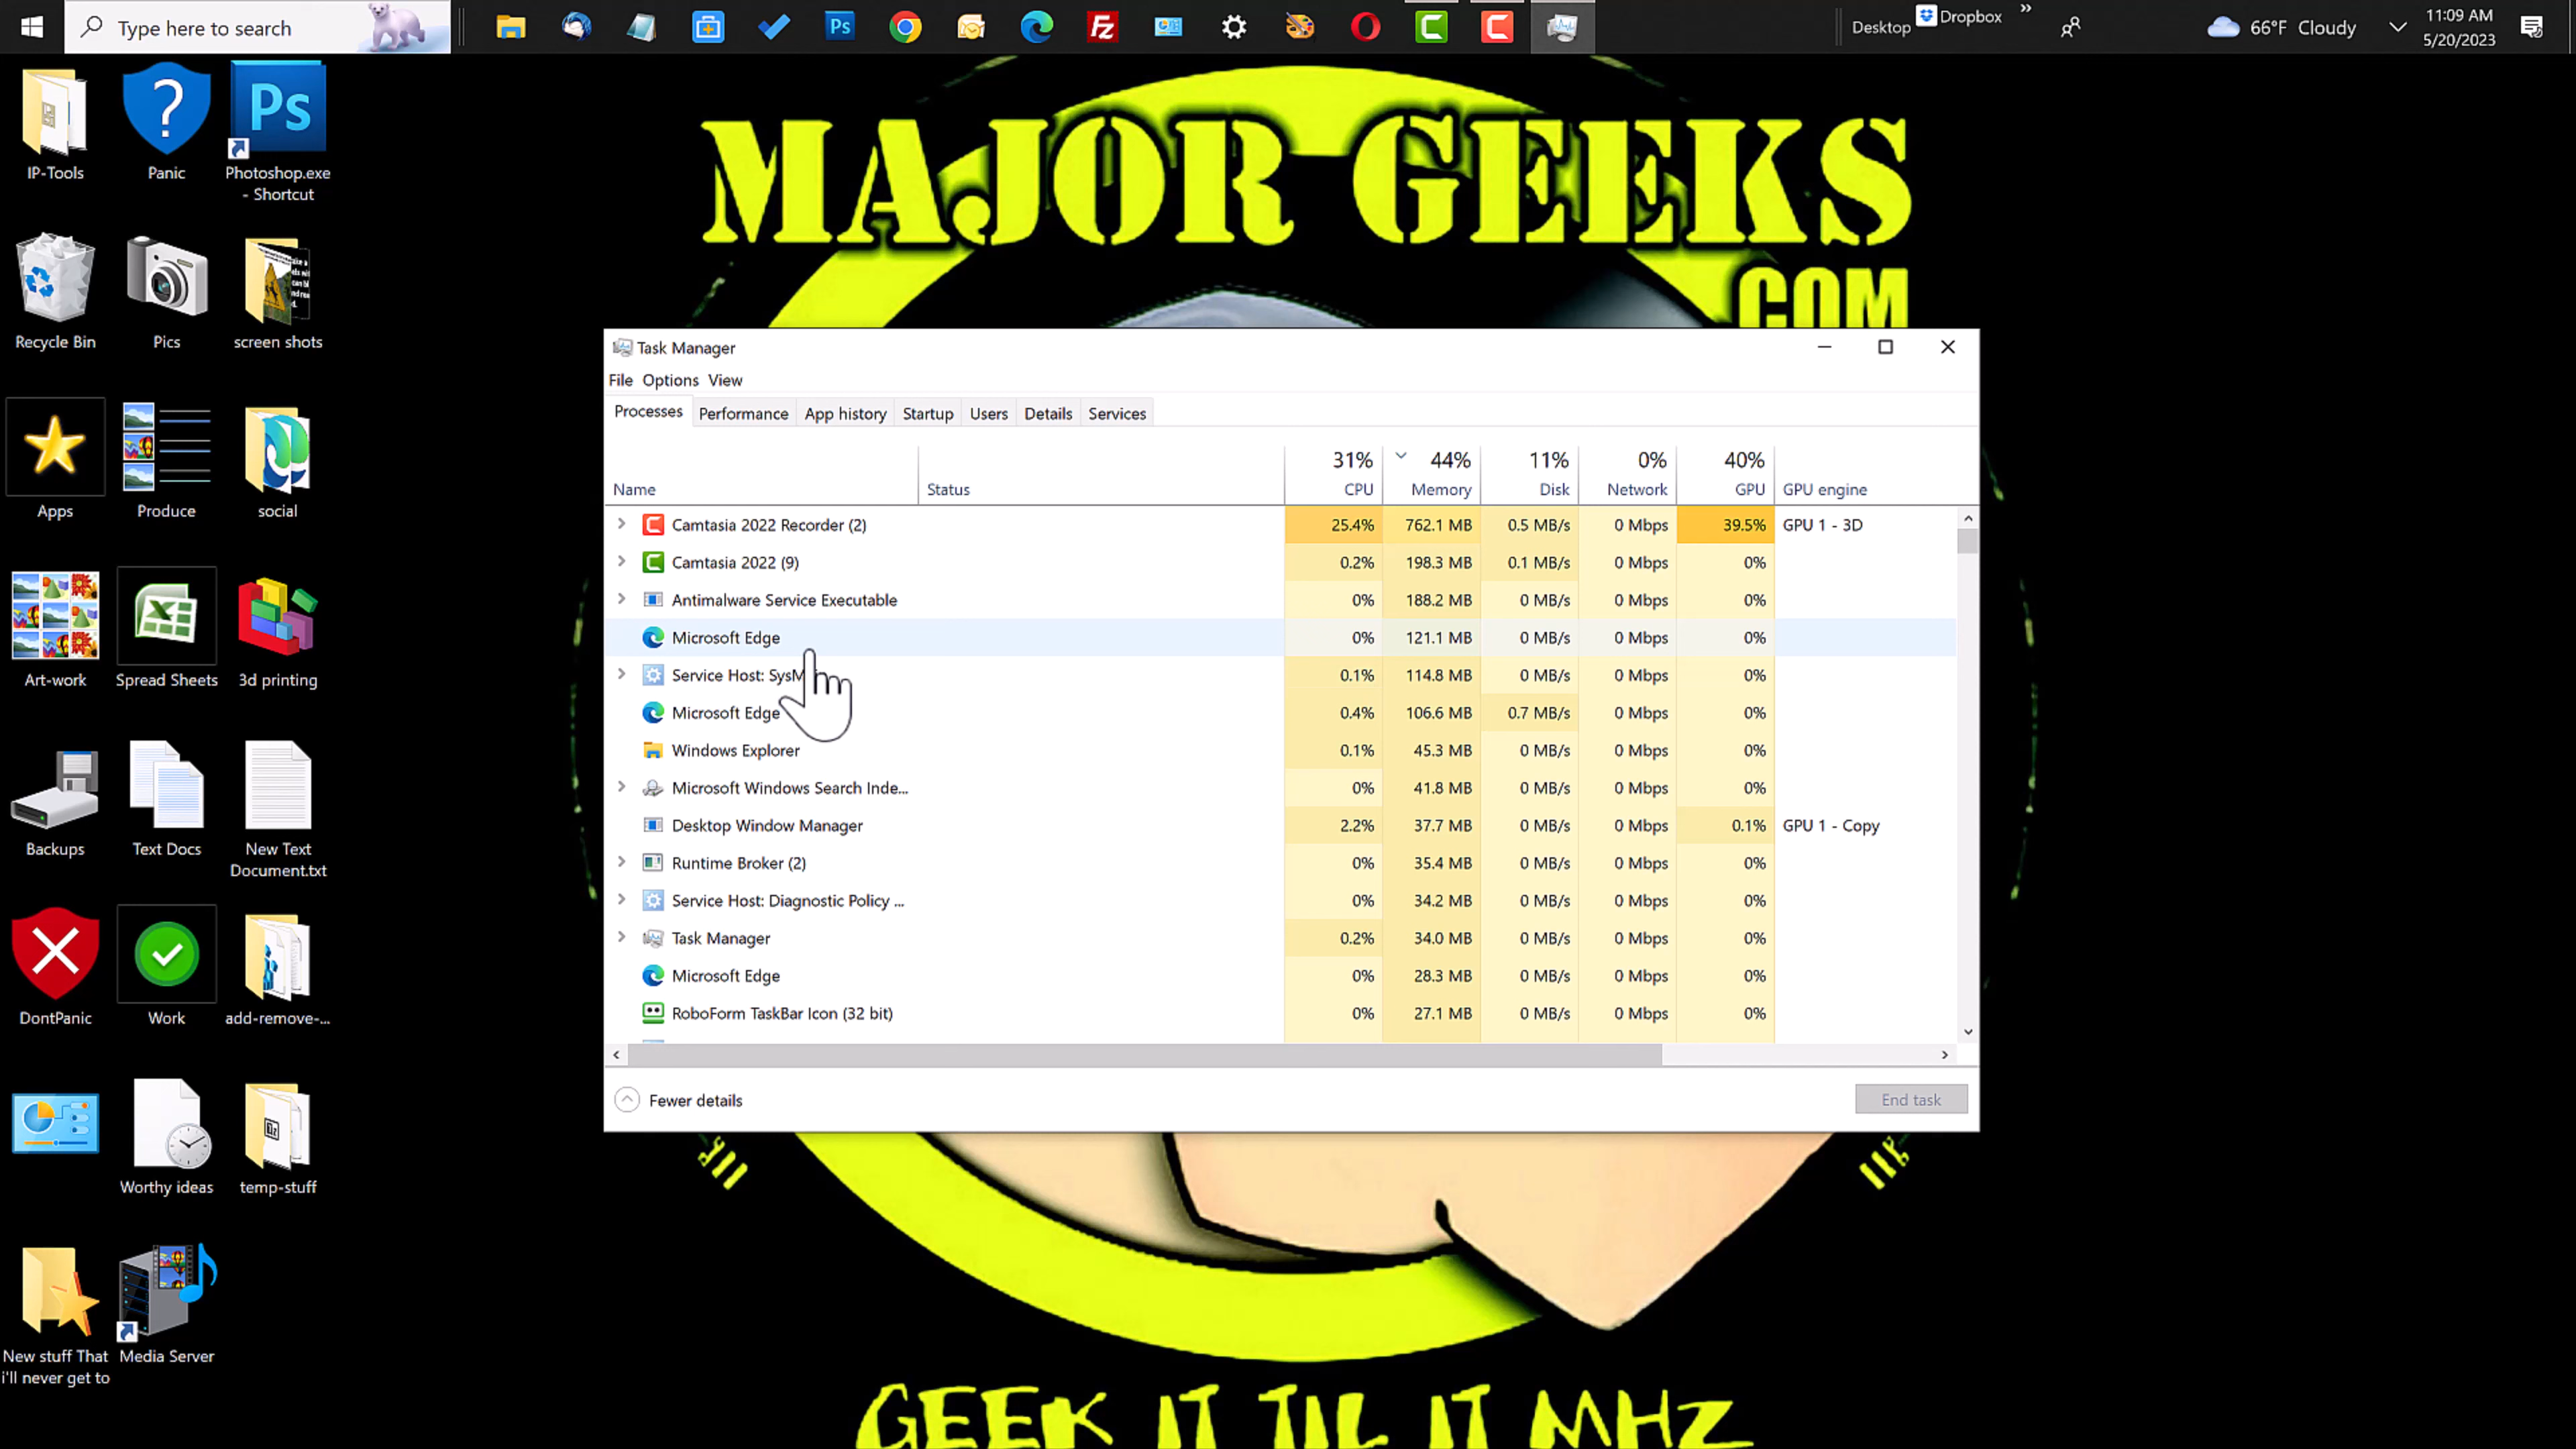 Type here to search
Desktop
Dropbox
66°F Cloudy
11:09 AM
5/20/2023
IP-Tools
Panic
Photoshop.exe
- Shortcut
Recycle Bin
Pics
screen shots
Apps
Produce
social
Art-work
Spread Sheets
3d printing
Backups
Text Docs
New Text
Document.txt
DontPanic
Work
add-remove-...
Worthy ideas
temp-stuff
New stuff That
i'll never get to
Media Server
MAJOR GEEKS
.COM
Task Manager
File Options View
Processes Performance App history Startup Users Details Services
31% 44% 11% 0% 40%
Name Status CPU Memory Disk Network GPU GPU engine
Camtasia 2022 Recorder (2) 25.4% 762.1 MB 0.5 MB/s 0 Mbps 39.5% GPU 1 - 3D
Camtasia 2022 (9) 0.2% 198.3 MB 0.1 MB/s 0 Mbps 0%
Antimalware Service Executable 0% 188.2 MB 0 MB/s 0 Mbps 0%
Microsoft Edge 0% 121.1 MB 0 MB/s 0 Mbps 0%
Service Host: SysM 0.1% 114.8 MB 0 MB/s 0 Mbps 0%
Microsoft Edge 0.4% 106.6 MB 0.7 MB/s 0 Mbps 0%
Windows Explorer 0.1% 45.3 MB 0 MB/s 0 Mbps 0%
Microsoft Windows Search Inde... 0% 41.8 MB 0 MB/s 0 Mbps 0%
Desktop Window Manager 2.2% 37.7 MB 0 MB/s 0 Mbps 0.1% GPU 1 - Copy
Runtime Broker (2) 0% 35.4 MB 0 MB/s 0 Mbps 0%
Service Host: Diagnostic Policy ... 0% 34.2 MB 0 MB/s 0 Mbps 0%
Task Manager 0.2% 34.0 MB 0 MB/s 0 Mbps 0%
Microsoft Edge 0% 28.3 MB 0 MB/s 0 Mbps 0%
RoboForm TaskBar Icon (32 bit) 0% 27.1 MB 0 MB/s 0 Mbps 0%
Fewer details
End task
GEEK IT TIL IT MHZ